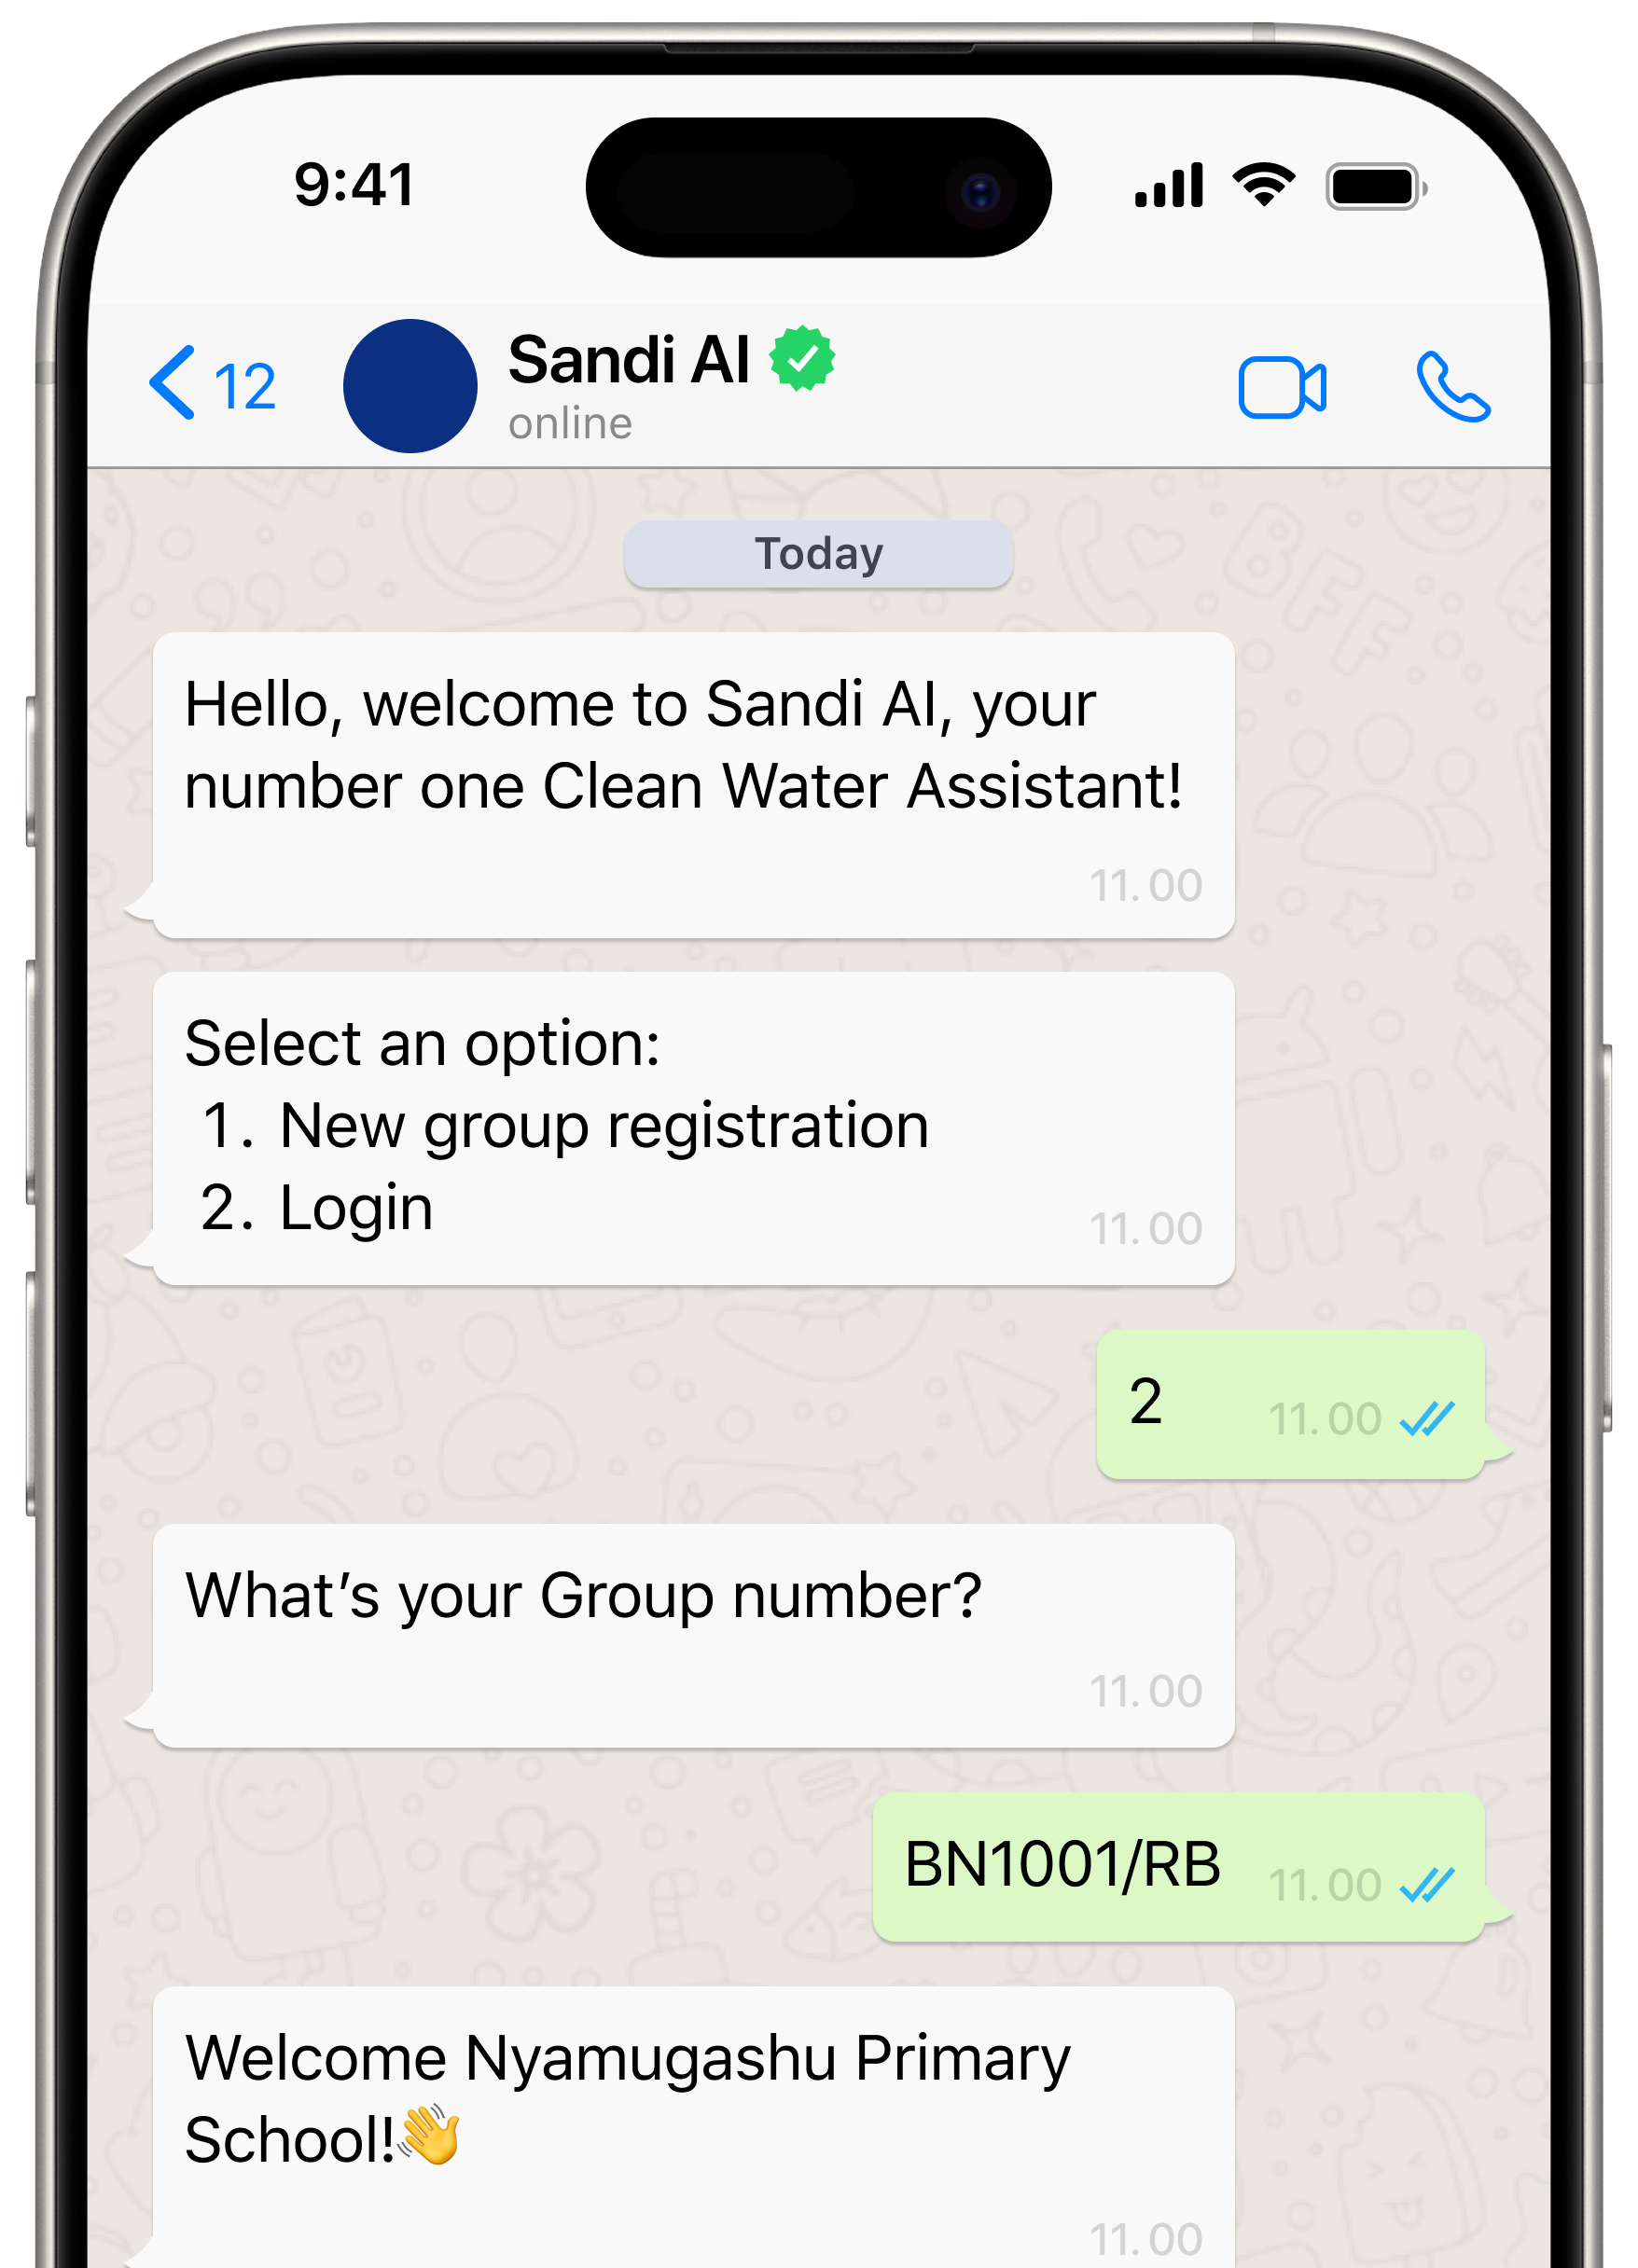 9:41
12
Sandi AI
online
Today
Hello, welcome to Sandi AI, your
number one Clean Water Assistant!
11.00
Select an option:
1. New group registration
2. Login
11.00
2 11.00
What’s your Group number?
11.00
BN1001/RB 11.00
Welcome Nyamugashu Primary
School!👋
11.00